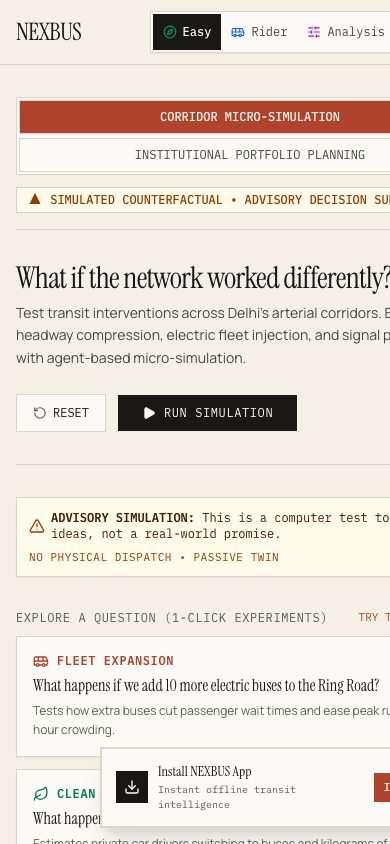 NEXBUS
Easy
Rider
Analysis
CORRIDOR MICRO-SIMULATION
INSTITUTIONAL PORTFOLIO PLANNING
SIMULATED COUNTERFACTUAL • ADVISORY DECISION
What if the network worked differently?
Test transit interventions across Delhi's arterial corridors.
headway compression, electric fleet injection, and signal
with agent-based micro-simulation.
RESET
RUN SIMULATION
ADVISORY SIMULATION: This is a computer test to
ideas, not a real-world promise.
NO PHYSICAL DISPATCH • PASSIVE TWIN
EXPLORE A QUESTION (1-CLICK EXPERIMENTS)
TRY
FLEET EXPANSION
What happens if we add 10 more electric buses to the Ring Road?
Tests how extra buses cut passenger wait times and ease peak
hour crowding.
CLEAN
What
Install NEXBUS App
Instant offline transit
intelligence
Estimates private car drivers switching to buses and kilograms of